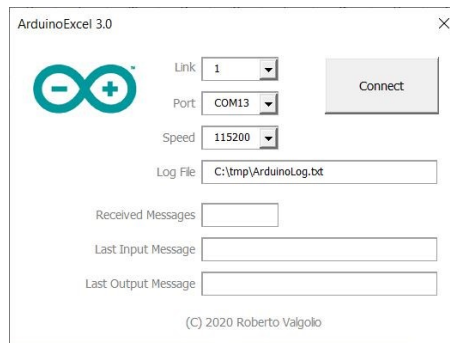 ArduinoExcel 3.0
Link 1
Connect
Port COM13
Speed 115200
Log File C:\tmp\ArduinoLog.txt
Received Messages
Last Input Message
Last Output Message
(C) 2020 Roberto Valgolio